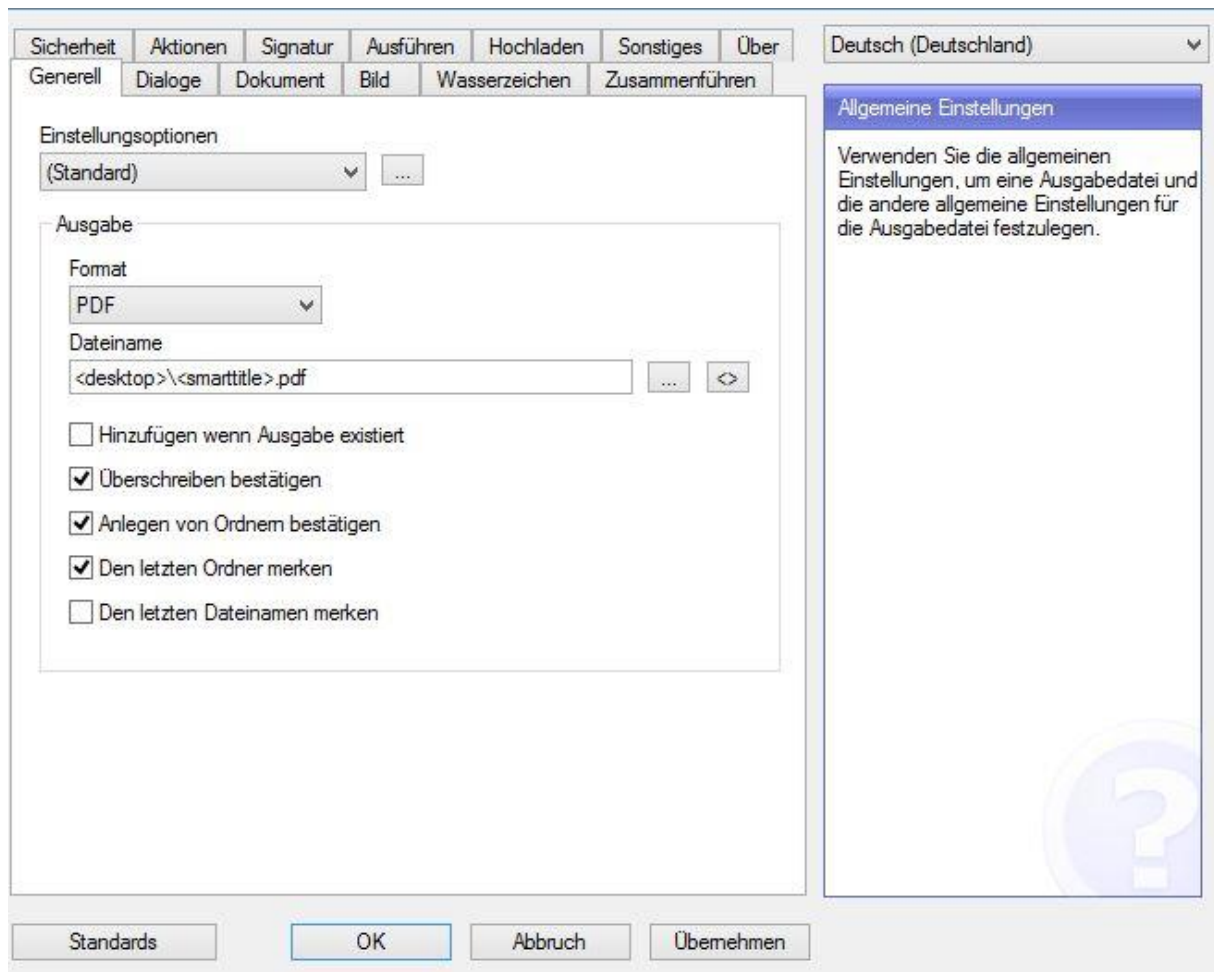 Sicherheit Aktionen Signatur Ausführen Hochladen Sonstiges Über
Generell Dialoge Dokument Bild Wasserzeichen Zusammenführen
Einstellungsoptionen
(Standard) ...
Ausgabe
Format
PDF
Dateiname
<desktop>\<smarttitle>.pdf ... <>
Hinzufügen wenn Ausgabe existiert
Überschreiben bestätigen
Anlegen von Ordnern bestätigen
Den letzten Ordner merken
Den letzten Dateinamen merken
Deutsch (Deutschland)
Allgemeine Einstellungen
Verwenden Sie die allgemeinen
Einstellungen, um eine Ausgabedatei und
die andere allgemeine Einstellungen für
die Ausgabedatei festzulegen.
?
Standards OK Abbruch Übernehmen